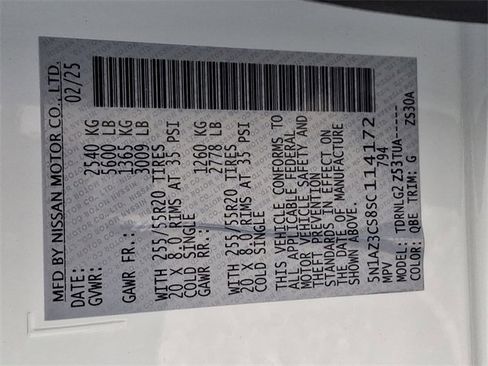 MFD BY NISSAN MOTOR CO., LTD.
DATE: 02/25
GVWR: 2540 KG
5600 LB
GAWR FR.: 1365 KG
3009 LB
WITH 255/55R20 TIRES
20 X 8.0 RIMS AT 35 PSI
COLD SINGLE
GAWR RR.: 1260 KG
2778 LB
WITH 255/55R20 TIRES
20 X 8.0 RIMS AT 35 PSI
COLD SINGLE
THIS VEHICLE CONFORMS TO
ALL APPLICABLE FEDERAL
MOTOR VEHICLE SAFETY AND
THEFT PREVENTION
STANDARDS IN EFFECT ON
THE DATE OF MANUFACTURE
SHOWN ABOVE.
5N1AZ3CS8SC114172
MPV 794
MODEL: TDRNLG2 Z53TUA------
COLOR: QBE TRIM: G ZS30A